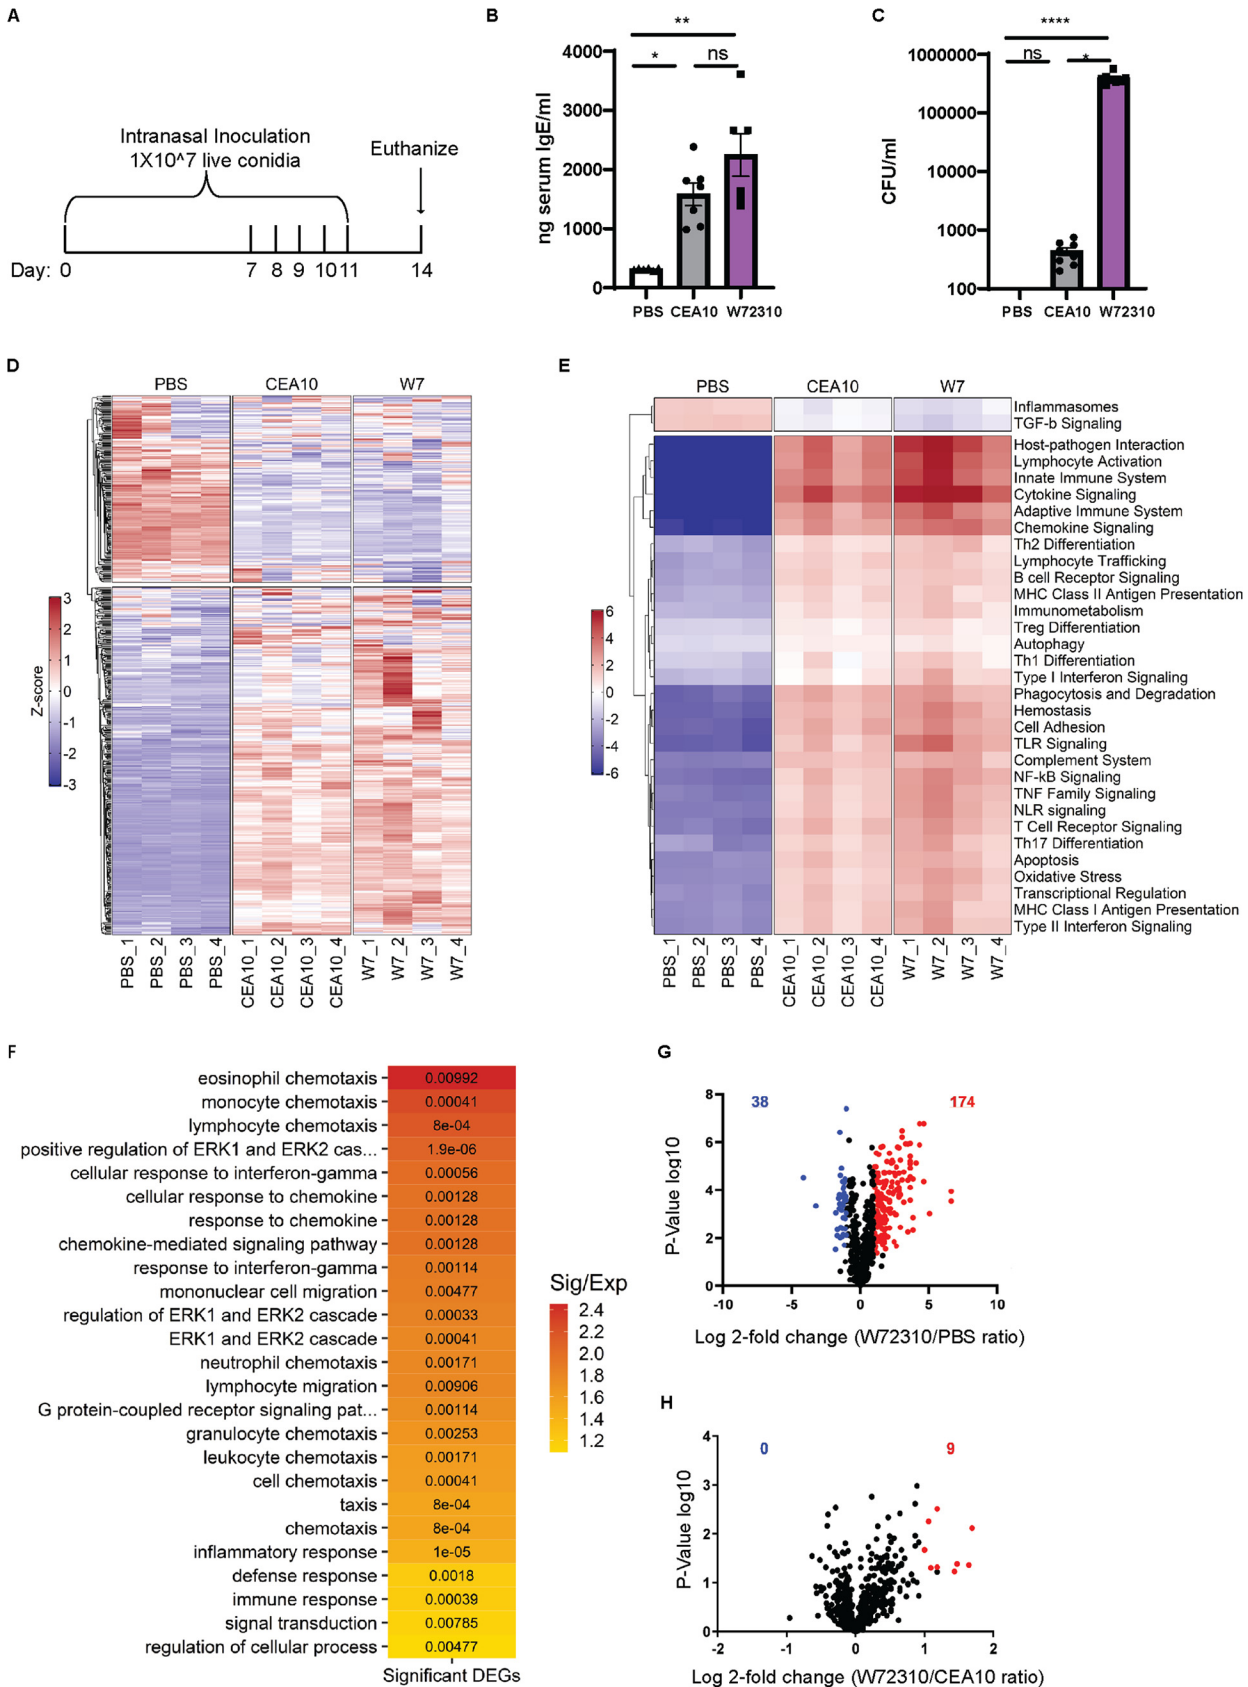 A
Intranasal Inoculation
1X10^7 live conidia
Euthanize
Day: 0 7 8 9 10 11 14
B
**
*
ns
4000
3000
2000
1000
0
ng serum IgE/ml
PBS CEA10 W72310
C
****
ns
*
1000000
100000
10000
1000
100
CFU/ml
PBS CEA10 W72310
D
PBS CEA10 W7
3
2
1
0
-1
-2
-3
Z-score
PBS_1
PBS_2
PBS_3
PBS_4
CEA10_1
CEA10_2
CEA10_3
CEA10_4
W7_1
W7_2
W7_3
W7_4
E
PBS CEA10 W7
6
4
2
0
-2
-4
-6
Inflammasomes
TGF-b Signaling
Host-pathogen Interaction
Lymphocyte Activation
Innate Immune System
Cytokine Signaling
Adaptive Immune System
Chemokine Signaling
Th2 Differentiation
Lymphocyte Trafficking
B cell Receptor Signaling
MHC Class II Antigen Presentation
Immunometabolism
Treg Differentiation
Autophagy
Th1 Differentiation
Type I Interferon Signaling
Phagocytosis and Degradation
Hemostasis
Cell Adhesion
TLR Signaling
Complement System
NF-kB Signaling
TNF Family Signaling
NLR signaling
T Cell Receptor Signaling
Th17 Differentiation
Apoptosis
Oxidative Stress
Transcriptional Regulation
MHC Class I Antigen Presentation
Type II Interferon Signaling
PBS_1
PBS_2
PBS_3
PBS_4
CEA10_1
CEA10_2
CEA10_3
CEA10_4
W7_1
W7_2
W7_3
W7_4
F
eosinophil chemotaxis 0.00992
monocyte chemotaxis 0.00041
lymphocyte chemotaxis 8e-04
positive regulation of ERK1 and ERK2 cas... 1.9e-06
cellular response to interferon-gamma 0.00056
cellular response to chemokine 0.00128
response to chemokine 0.00128
chemokine-mediated signaling pathway 0.00128
response to interferon-gamma 0.00114
mononuclear cell migration 0.00477
regulation of ERK1 and ERK2 cascade 0.00033
ERK1 and ERK2 cascade 0.00041
neutrophil chemotaxis 0.00171
lymphocyte migration 0.00906
G protein-coupled receptor signaling pat... 0.00114
granulocyte chemotaxis 0.00253
leukocyte chemotaxis 0.00171
cell chemotaxis 0.00041
taxis 8e-04
chemotaxis 8e-04
inflammatory response 1e-05
defense response 0.0018
immune response 0.00039
signal transduction 0.00785
regulation of cellular process 0.00477
Significant DEGs
Sig/Exp
2.4
2.2
2.0
1.8
1.6
1.4
1.2
G
38 174
8
6
4
2
0
P-Value log10
-10 -5 0 5 10
Log 2-fold change (W72310/PBS ratio)
H
0 9
4
3
2
1
0
P-Value log10
-2 -1 0 1 2
Log 2-fold change (W72310/CEA10 ratio)